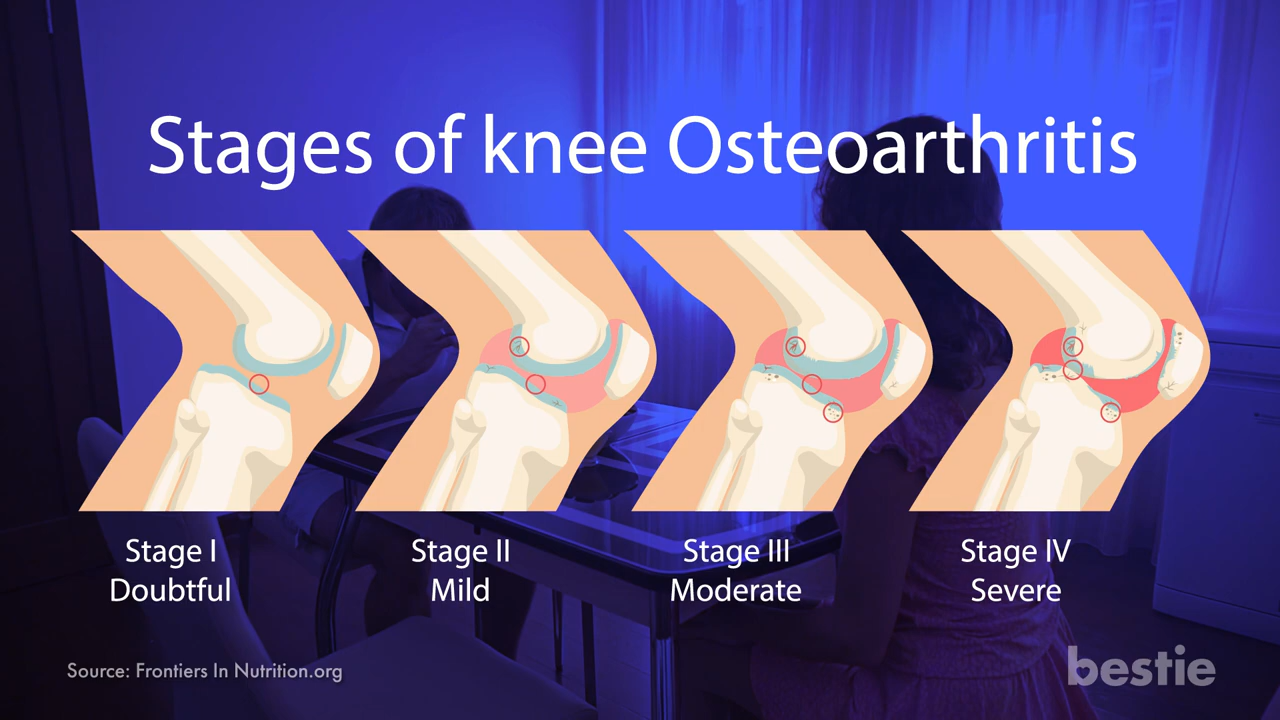 Stages of knee Osteoarthritis
Stage I
Doubtful
Stage II
Mild
Stage III
Moderate
Stage IV
Severe
Source: Frontiers In Nutrition.org
bestie